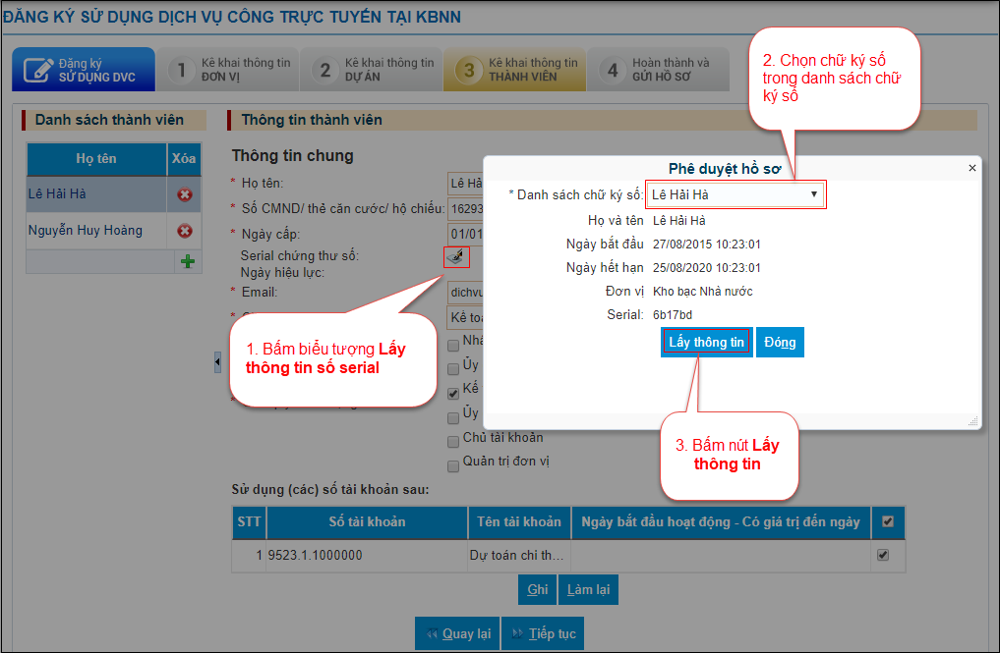 ĐĂNG KÝ SỬ DỤNG DỊCH VỤ CÔNG TRỰC TUYẾN TẠI KBNN
Đăng ký
SỬ DỤNG DVC
1 Kê khai thông tin
ĐƠN VỊ
2 Kê khai thông tin
DỰ ÁN
3 Kê khai thông tin
THÀNH VIÊN
4 Hoàn thành và
GỬI HỒ SƠ
2. Chọn chữ ký số
trong danh sách chữ
ký số
Danh sách thành viên
Họ tên Xóa
Lê Hải Hà
Nguyễn Huy Hoàng
Thông tin thành viên
Thông tin chung
* Họ tên: Lê Hả
* Số CMND/ thẻ căn cước/ hộ chiếu: 16293
* Ngày cấp: 01/01
Serial chứng thư số:
Ngày hiệu lực:
* Email: dichvu
Kế toá
Nhá
Ủy
Kế
Ủy
Chủ tài khoản
Quản trị đơn vị
1. Bấm biểu tượng Lấy
thông tin số serial
Phê duyệt hồ sơ ×
* Danh sách chữ ký số: Lê Hải Hà
Họ và tên Lê Hải Hà
Ngày bắt đầu 27/08/2015 10:23:01
Ngày hết hạn 25/08/2020 10:23:01
Đơn vị Kho bạc Nhà nước
Serial: 6b17bd
Lấy thông tin Đóng
3. Bấm nút Lấy
thông tin
Sử dụng (các) số tài khoản sau:
STT Số tài khoản Tên tài khoản Ngày bắt đầu hoạt động - Có giá trị đến ngày
1 9523.1.1000000 Dự toán chi th...
Ghi Làm lại
Quay lại Tiếp tục